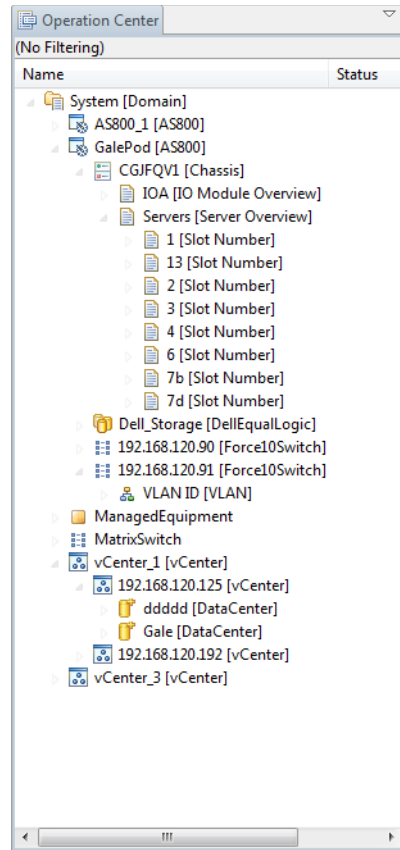 Operation Center
(No Filtering)
Name Status
System [Domain]
AS800_1 [AS800]
GalePod [AS800]
CGJFQV1 [Chassis]
IOA [IO Module Overview]
Servers [Server Overview]
1 [Slot Number]
13 [Slot Number]
2 [Slot Number]
3 [Slot Number]
4 [Slot Number]
6 [Slot Number]
7b [Slot Number]
7d [Slot Number]
Dell_Storage [DellEqualLogic]
192.168.120.90 [Force10Switch]
192.168.120.91 [Force10Switch]
VLAN ID [VLAN]
ManagedEquipment
MatrixSwitch
vCenter_1 [vCenter]
192.168.120.125 [vCenter]
ddddd [DataCenter]
Gale [DataCenter]
192.168.120.192 [vCenter]
vCenter_3 [vCenter]